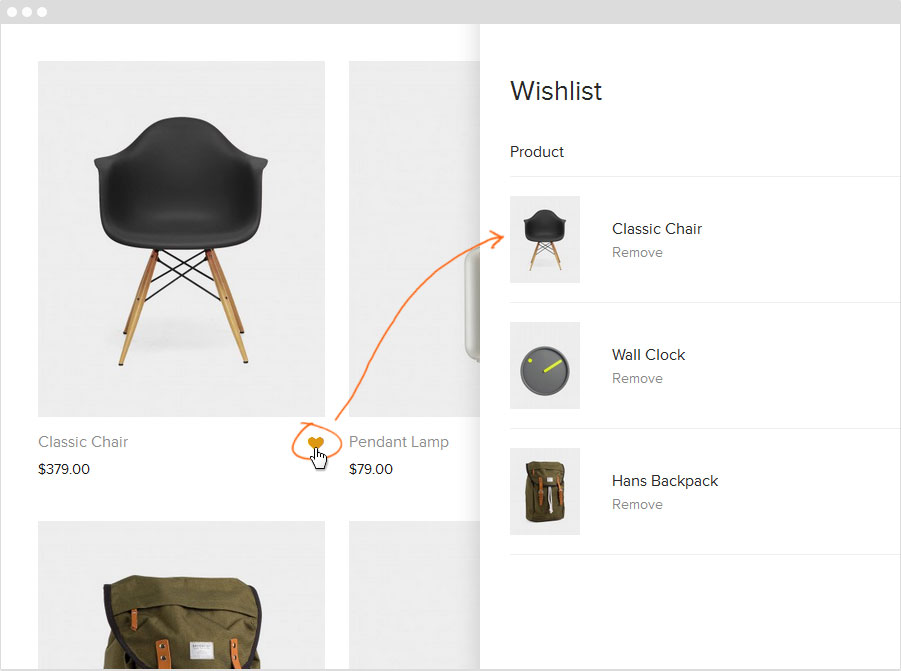 Classic Chair
$379.00
Pendant Lamp
$79.00
Wishlist
Product
Classic Chair
Remove
Wall Clock
Remove
Hans Backpack
Remove